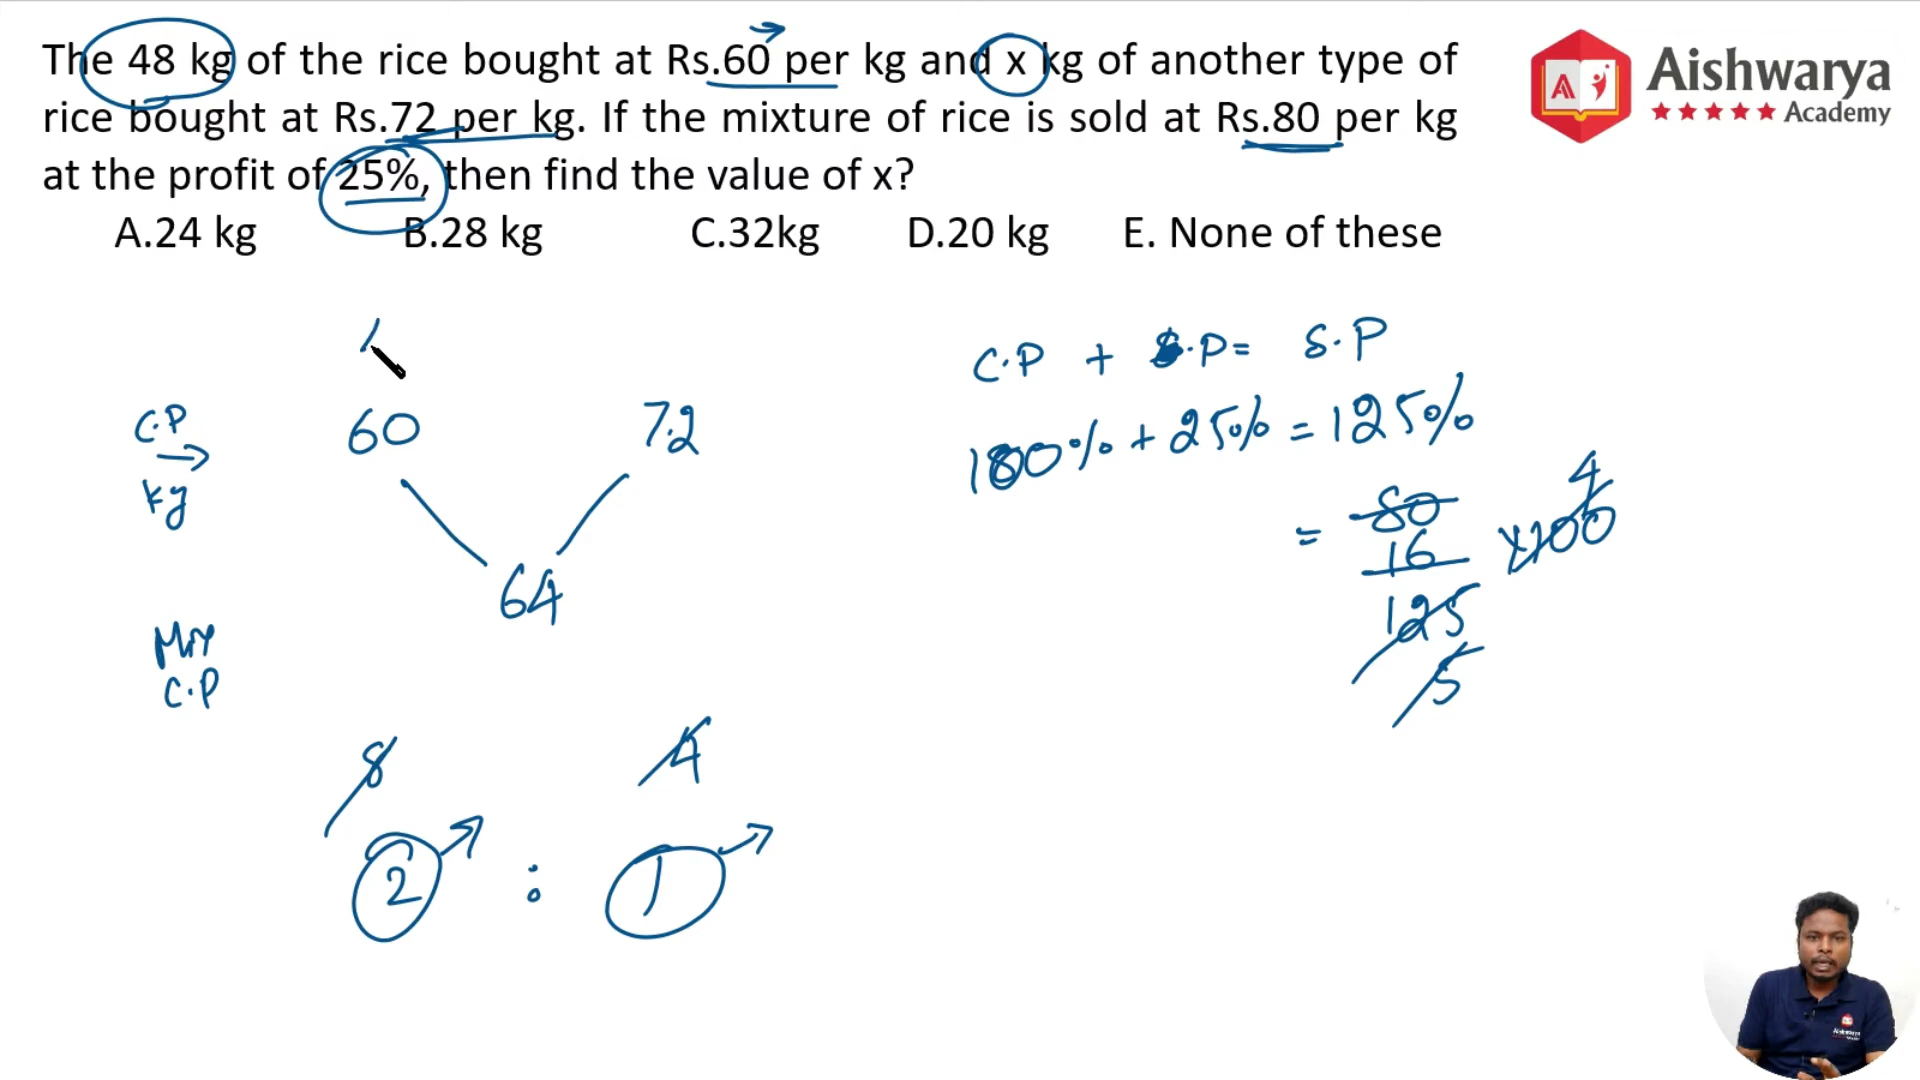 The 48 kg of the rice bought at Rs.60 per kg and x kg of another type of
rice bought at Rs.72 per kg. If the mixture of rice is sold at Rs.80 per kg
at the profit of 25%, then find the value of x?
A.24 kg B.28 kg C.32kg D.20 kg E. None of these
Aishwarya
Academy
C.P + .P = S.P
100% + 25% = 125%
C.P 60 72
kg
= 80 ×100 4
16
125
5
64
Mix
C.P
8 4
2 : 1